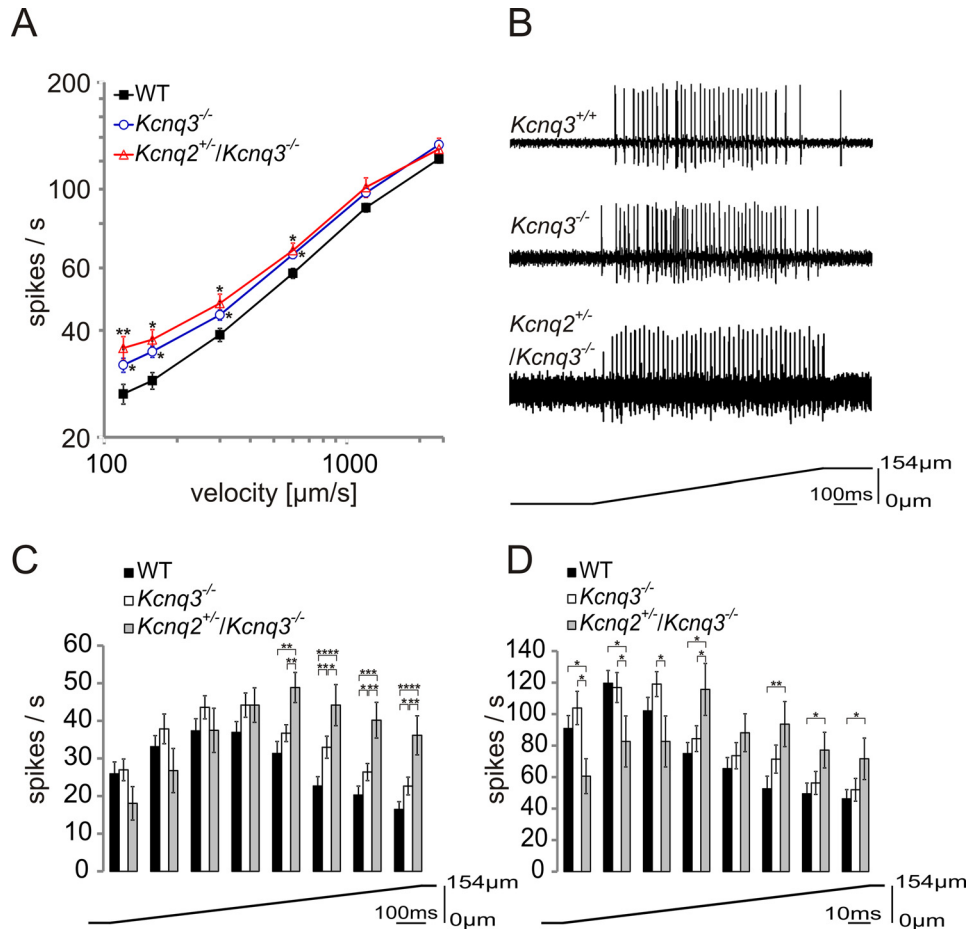 A
200
100
60
40
20
spikes / s
WT
Kcnq3-/-
Kcnq2+/-/Kcnq3-/-
**
*
*
*
*
*
*
*
100
1000
velocity [µm/s]
B
Kcnq3+/+
Kcnq3-/-
Kcnq2+/-
/Kcnq3-/-
154µm
100ms
0µm
C
WT
Kcnq3-/-
Kcnq2+/-/Kcnq3-/-
60
50
40
30
20
10
0
spikes / s
**
**
****
***
*
***
*
**
****
*
**
154µm
100ms
0µm
D
WT
Kcnq3-/-
Kcnq2+/-/Kcnq3-/-
140
120
100
80
60
40
20
0
spikes / s
*
*
*
*
*
*
*
**
*
*
154µm
10ms
0µm